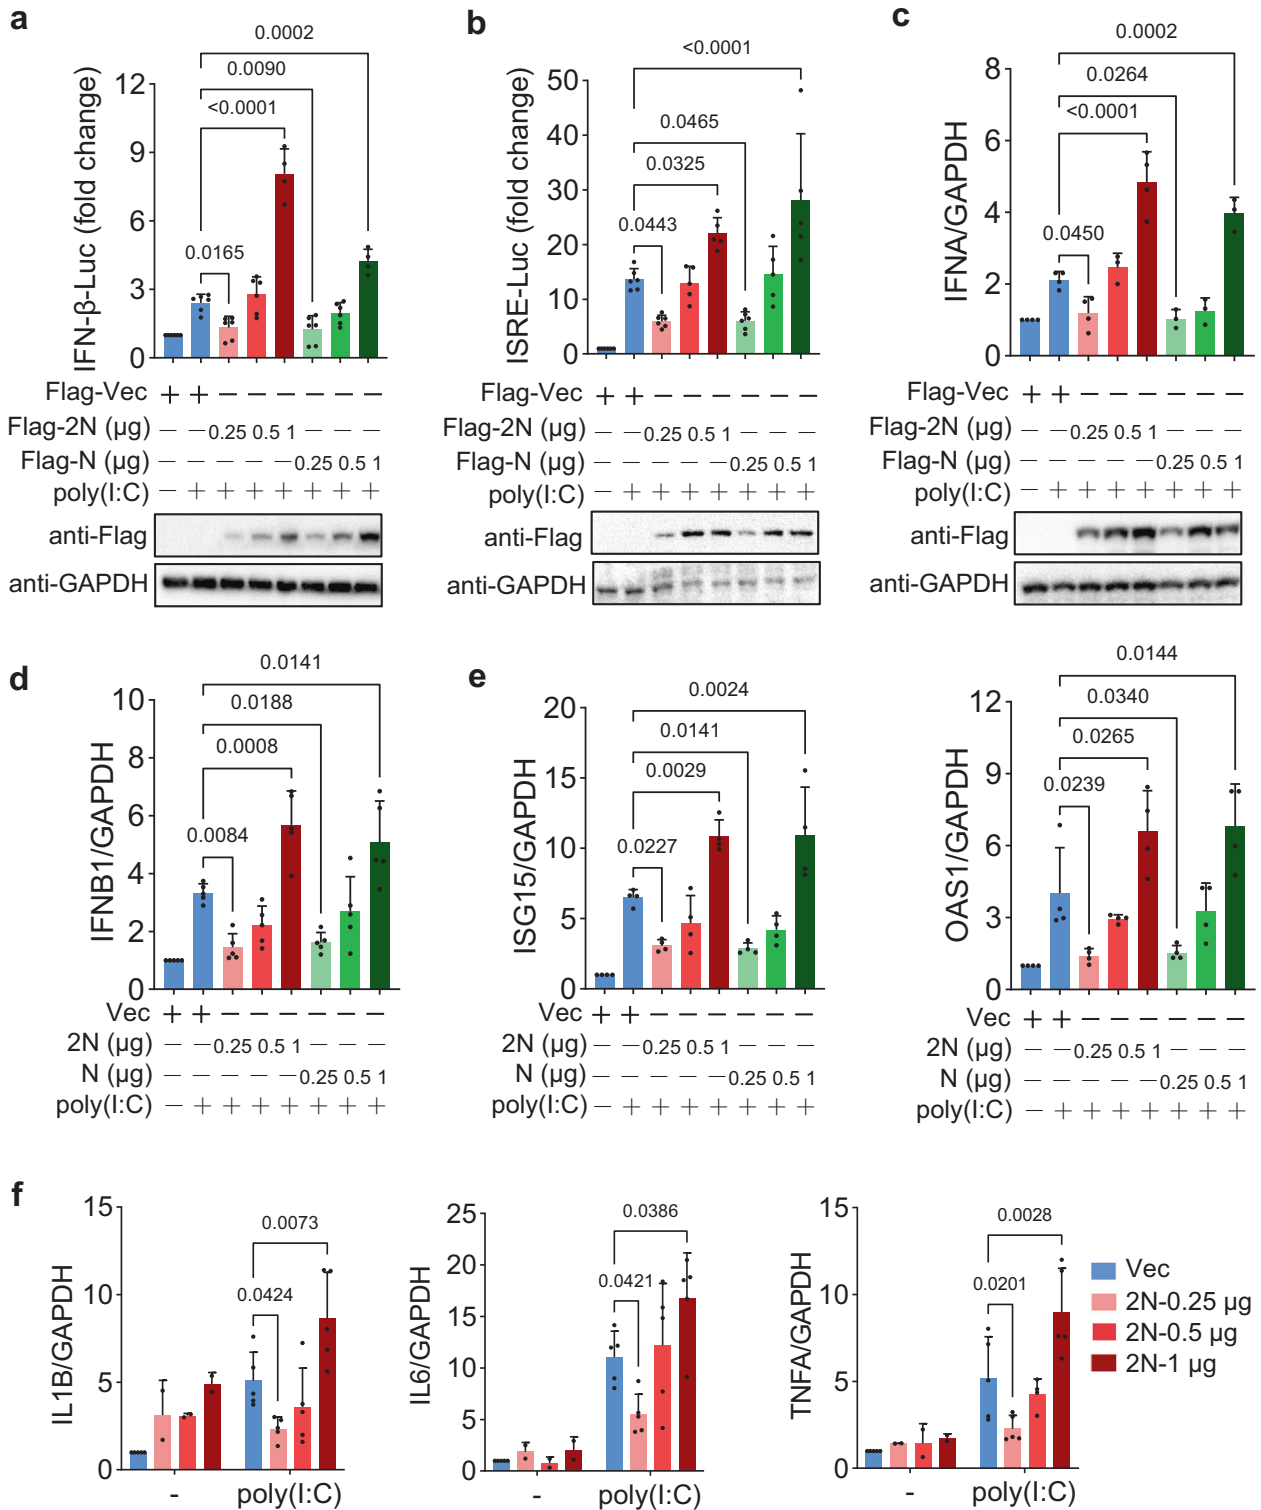 a
0.0002
0.0090
<0.0001
0.0165
IFN-β-Luc (fold change)
12
9
6
3
0
Flag-Vec + + − − − − − −
Flag-2N (μg) — — 0.25 0.5 1 — — —
Flag-N (μg) — — — — — 0.25 0.5 1
poly(I:C) — + + + + + + +
anti-Flag
anti-GAPDH
b
<0.0001
0.0465
0.0325
0.0443
ISRE-Luc (fold change)
50
40
30
20
10
0
Flag-Vec + + − − − − − −
Flag-2N (μg) — — 0.25 0.5 1 — — —
Flag-N (μg) — — — — — 0.25 0.5 1
poly(I:C) — + + + + + + +
anti-Flag
anti-GAPDH
c
0.0002
0.0264
<0.0001
0.0450
IFNA/GAPDH
8
6
4
2
0
Flag-Vec + + − − − − − −
Flag-2N (μg) — — 0.25 0.5 1 — — —
Flag-N (μg) — — — — — 0.25 0.5 1
poly(I:C) — + + + + + + +
anti-Flag
anti-GAPDH
d
0.0141
0.0188
0.0008
0.0084
IFNB1/GAPDH
10
8
6
4
2
0
Vec + + − − − − − −
2N (μg) — — 0.25 0.5 1 — — —
N (μg) — — — — — 0.25 0.5 1
poly(I:C) — + + + + + + +
e
0.0024
0.0141
0.0029
0.0227
ISG15/GAPDH
20
15
10
5
0
Vec + + − − − − − −
2N (μg) — — 0.25 0.5 1 — — —
N (μg) — — — — — 0.25 0.5 1
poly(I:C) — + + + + + + +
0.0144
0.0340
0.0265
0.0239
OAS1/GAPDH
12
9
6
3
0
Vec + + − − − − − −
2N (μg) — — 0.25 0.5 1 — — —
N (μg) — — — — — 0.25 0.5 1
poly(I:C) — + + + + + + +
f
0.0073
0.0424
IL1B/GAPDH
15
10
5
0
- poly(I:C)
0.0386
0.0421
IL6/GAPDH
25
20
15
10
5
0
- poly(I:C)
0.0028
0.0201
TNFA/GAPDH
15
10
5
0
- poly(I:C)
Vec
2N-0.25 μg
2N-0.5 μg
2N-1 μg